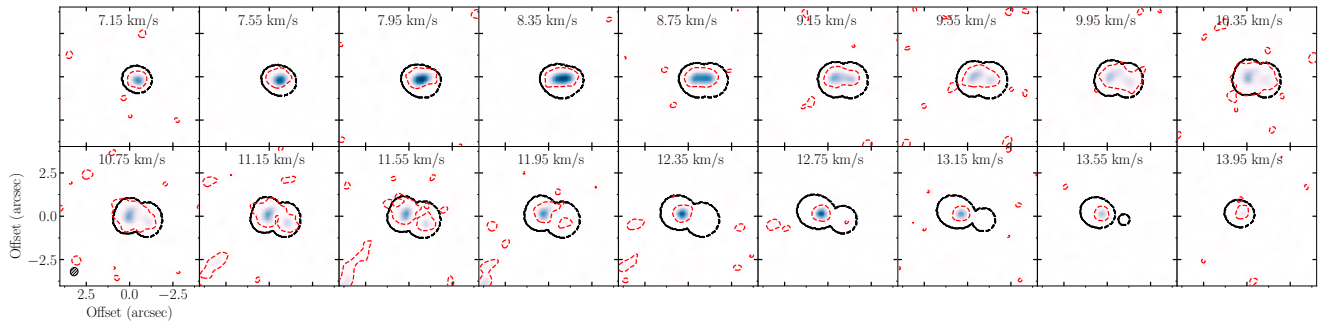 7.15 km/s 7.55 km/s 7.95 km/s 8.35 km/s 8.75 km/s 9.15 km/s 9.55 km/s 9.95 km/s 10.35 km/s
10.75 km/s 11.15 km/s 11.55 km/s 11.95 km/s 12.35 km/s 12.75 km/s 13.15 km/s 13.55 km/s 13.95 km/s
2.5
0.0
−2.5
Offset (arcsec)
2.5 0.0 −2.5
Offset (arcsec)